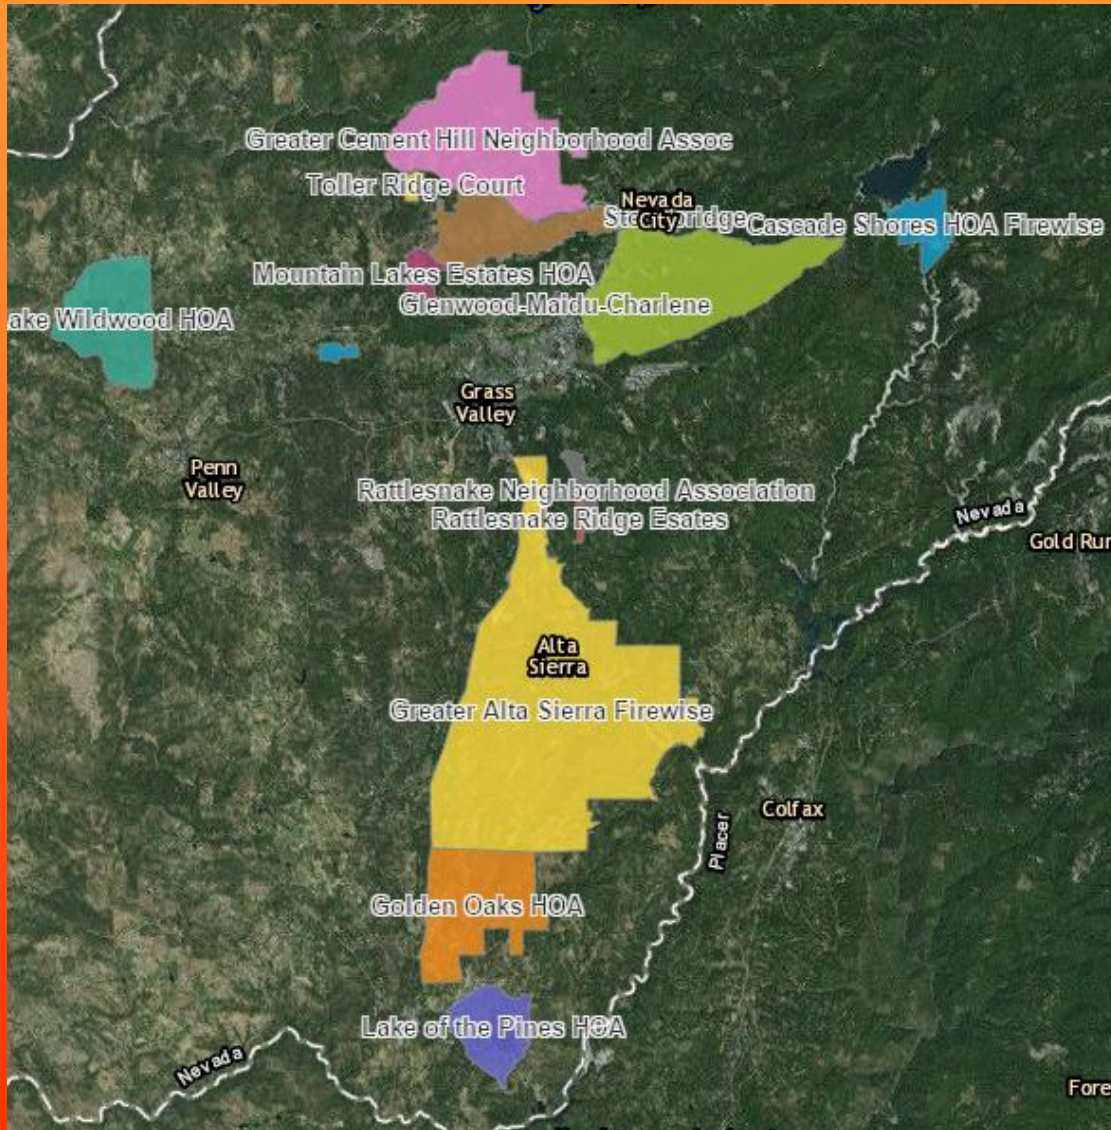 Greater Cement Hill Neighborhood Assoc
Toller Ridge Court
Nevada
City
Cascade Shores HOA Firewise
Mountain Lakes Estates HOA
Glenwood-Maidu-Charlene
ake Wildwood HOA
Grass
Valley
Penn
Valley
Rattlesnake Neighborhood Association
Rattlesnake Ridge Esates
Nevada
Gold Run
Alta
Sierra
Greater Alta Sierra Firewise
Colfax
Placer
Golden Oaks HOA
Lake of the Pines HOA
Nevada
Fore